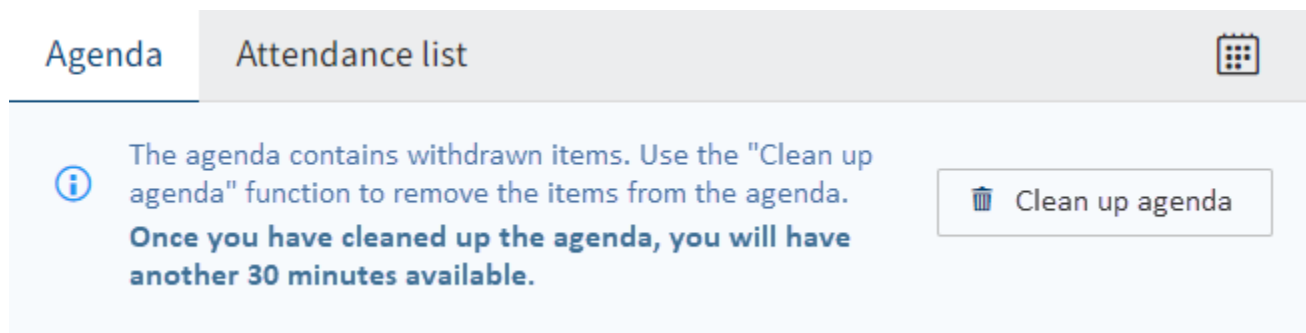 Agenda Attendance list
The agenda contains withdrawn items. Use the "Clean up
agenda" function to remove the items from the agenda.
Once you have cleaned up the agenda, you will have
another 30 minutes available.
Clean up agenda